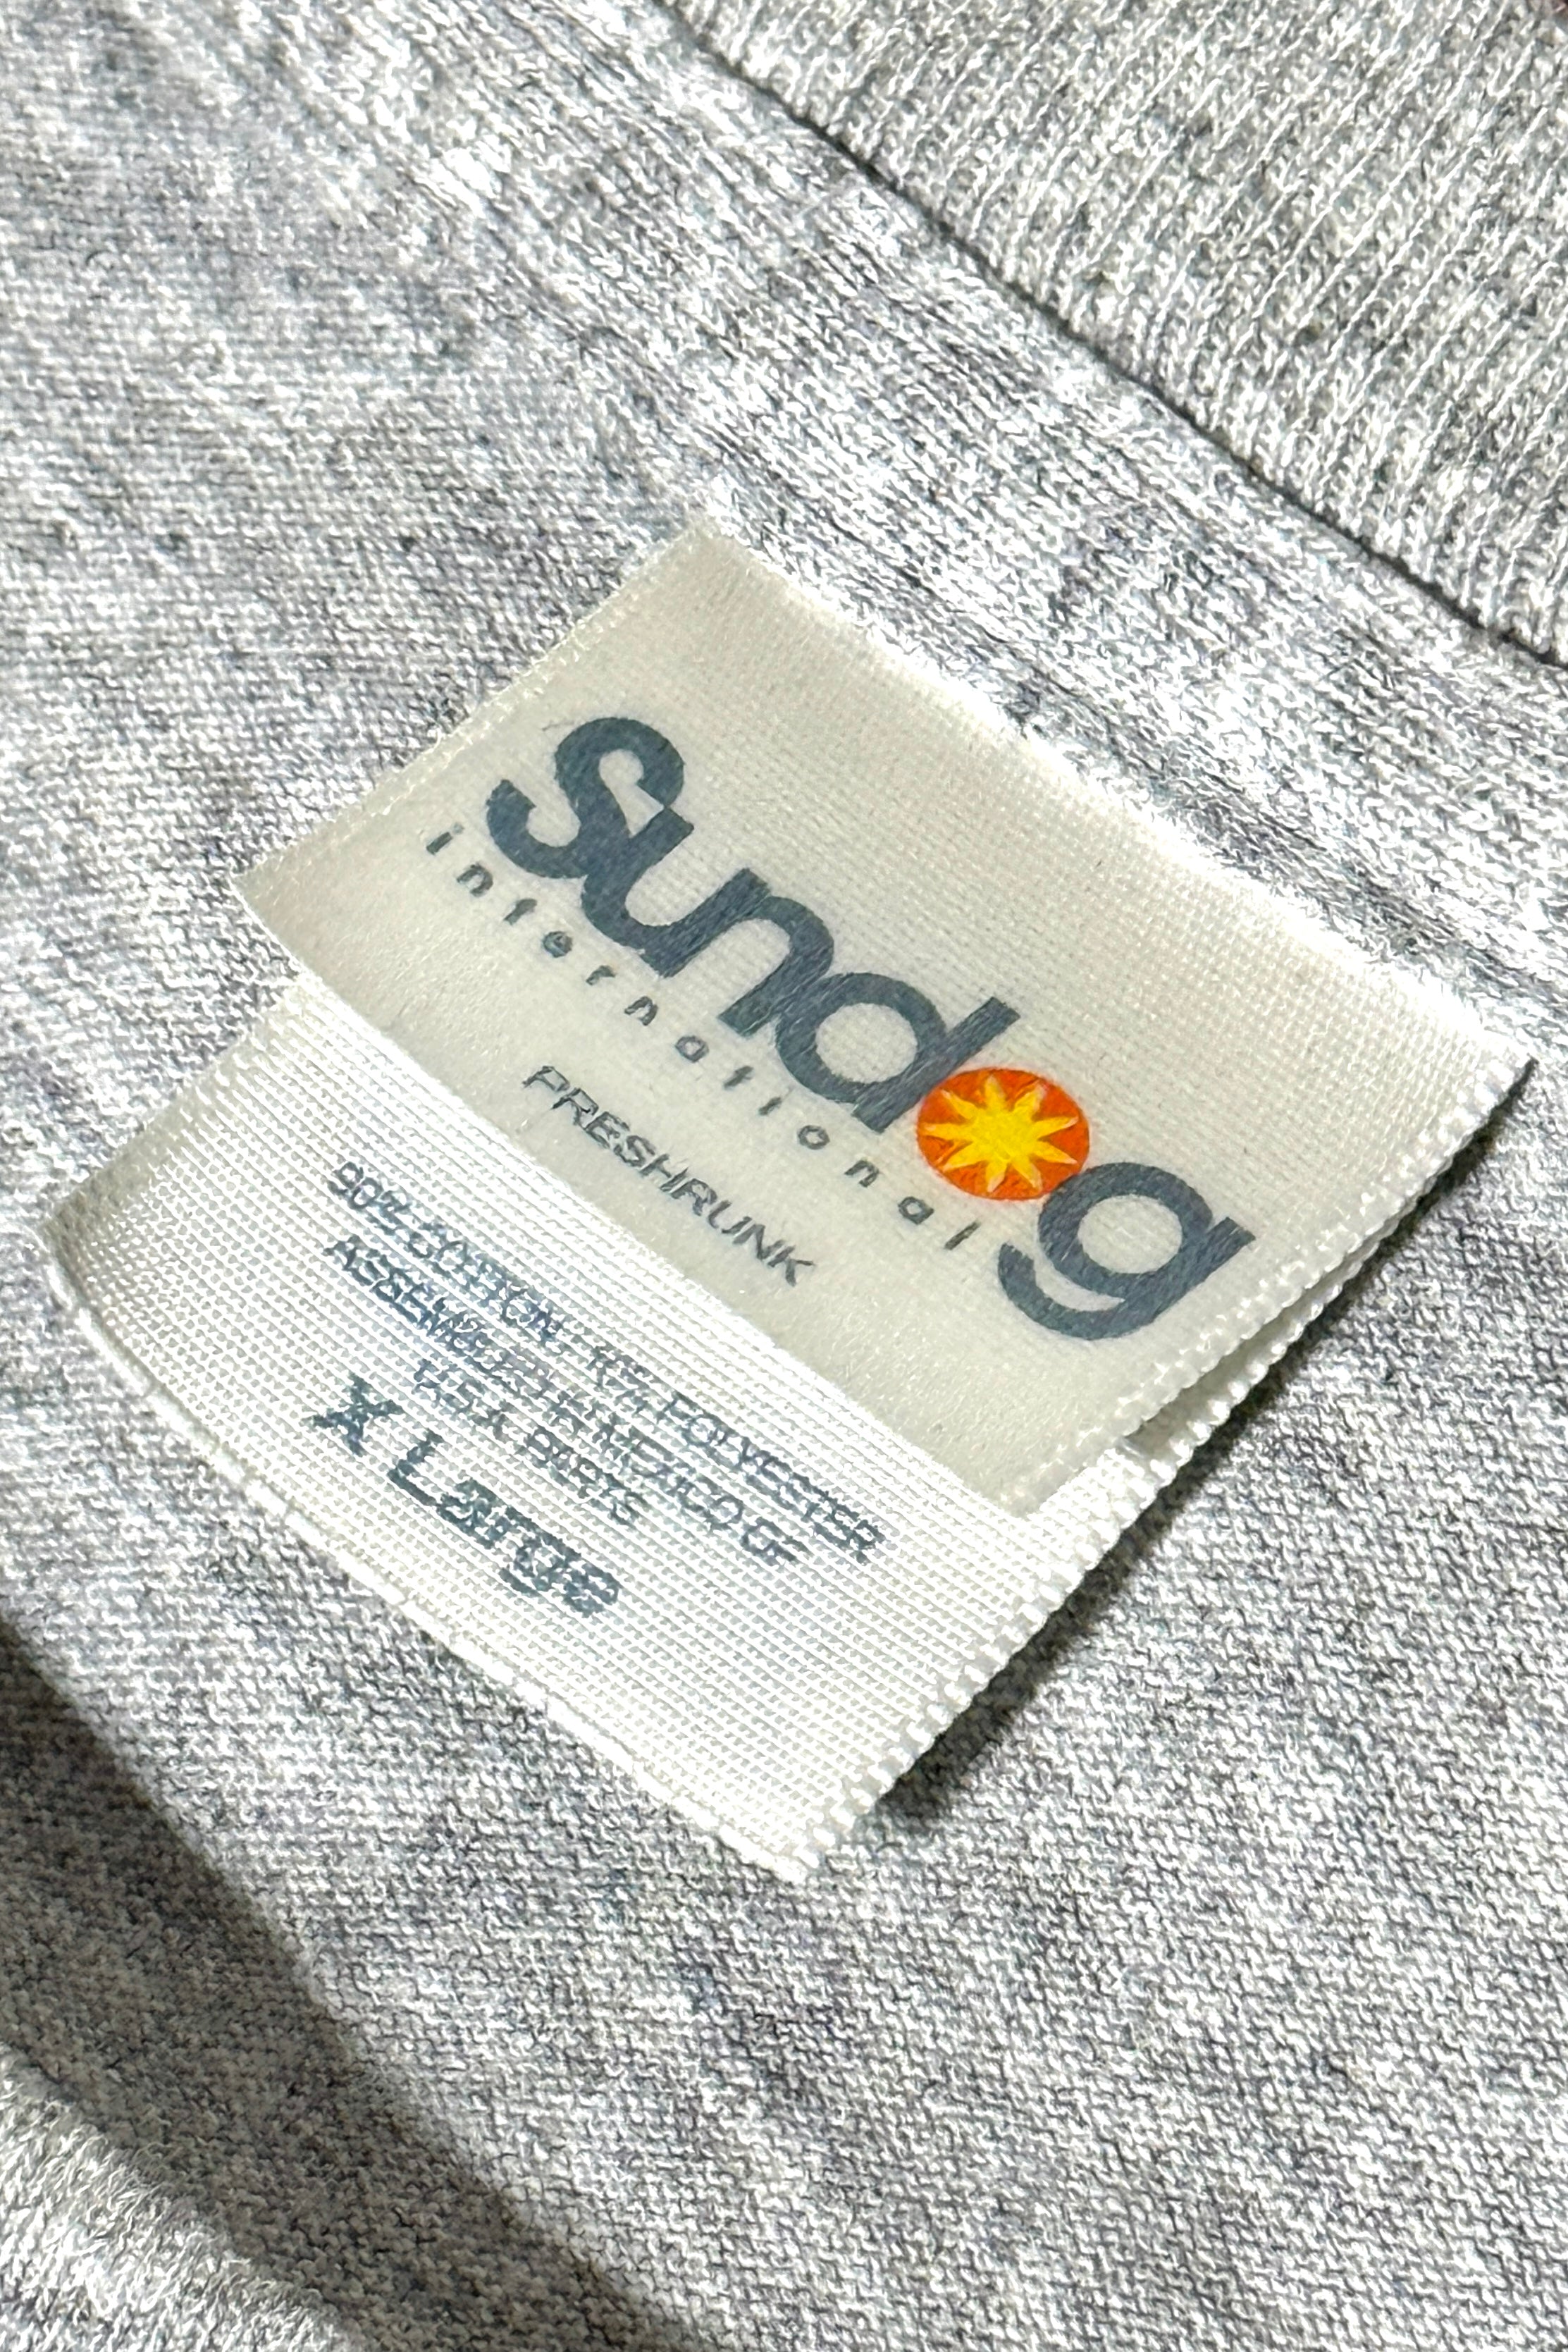 Sundog
international
PRESHRUNK
90% COTTON 10% POLYESTER
ASSEMBLED IN MEXICO OF
U.S.A. PARTS
X Large